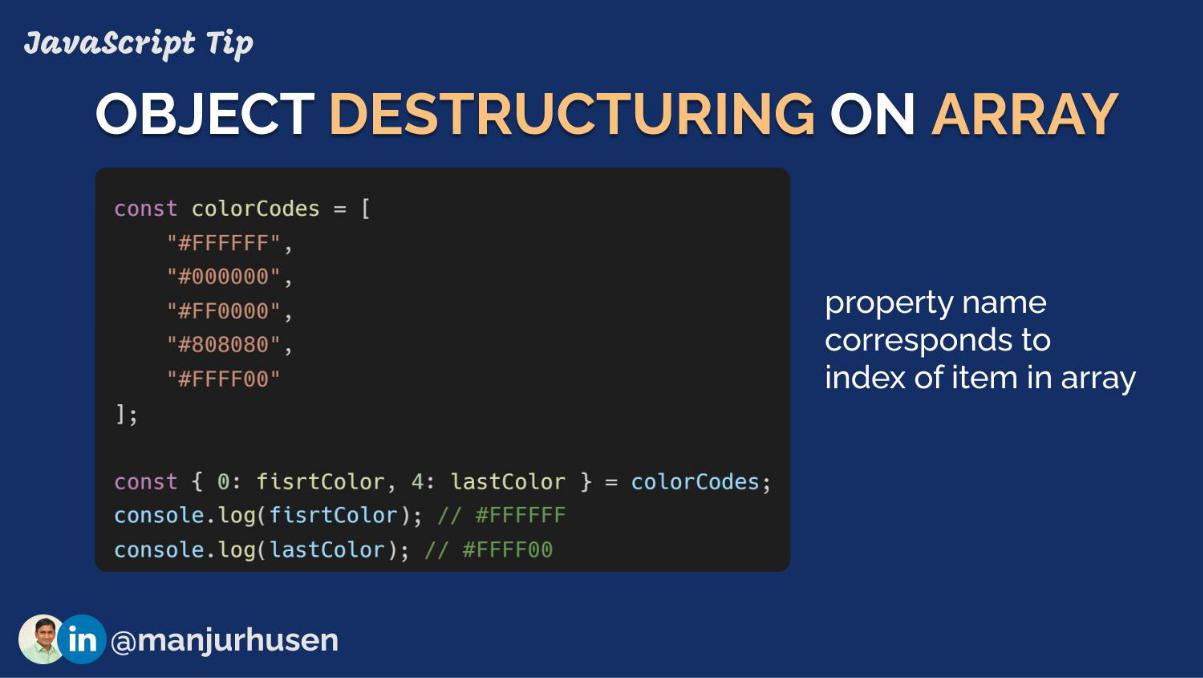 JavaScript Tip
OBJECT DESTRUCTURING ON ARRAY
const colorCodes = [
    "#FFFFFF",
    "#000000",
    "#FF0000",
    "#808080",
    "#FFFF00"
];
const { 0: fisrtColor, 4: lastColor } = colorCodes;
console.log(fisrtColor); // #FFFFFF
console.log(lastColor); // #FFFF00
property name
corresponds to
index of item in array
in @manjurhusen